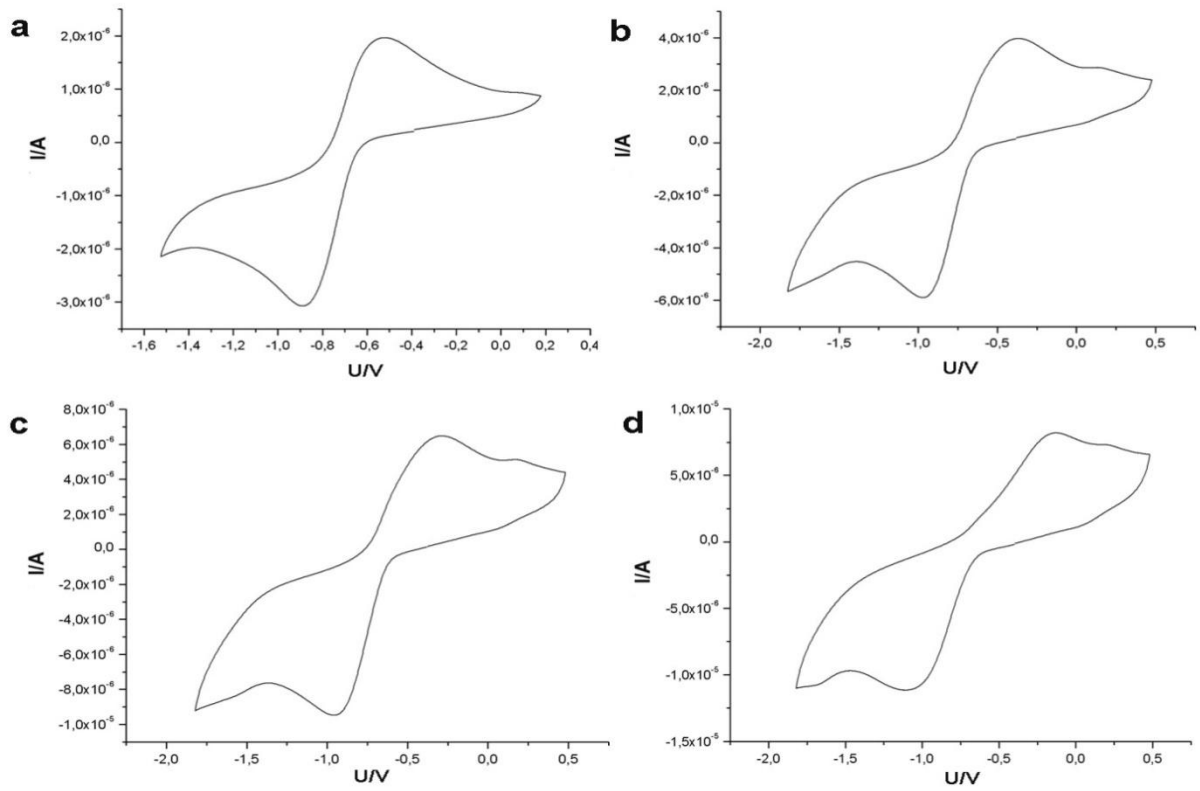 a
2,0x10⁻⁶
1,0x10⁻⁶
0,0
-1,0x10⁻⁶
-2,0x10⁻⁶
-3,0x10⁻⁶
I/A
-1,6 -1,4 -1,2 -1,0 -0,8 -0,6 -0,4 -0,2 0,0 0,2 0,4
U/V
b
4,0x10⁻⁶
2,0x10⁻⁶
0,0
-2,0x10⁻⁶
-4,0x10⁻⁶
-6,0x10⁻⁶
I/A
-2,0 -1,5 -1,0 -0,5 0,0 0,5
U/V
c
8,0x10⁻⁶
6,0x10⁻⁶
4,0x10⁻⁶
2,0x10⁻⁶
0,0
-2,0x10⁻⁶
-4,0x10⁻⁶
-6,0x10⁻⁶
-8,0x10⁻⁶
-1,0x10⁻⁵
I/A
-2,0 -1,5 -1,0 -0,5 0,0 0,5
U/V
d
1,0x10⁻⁵
5,0x10⁻⁶
0,0
-5,0x10⁻⁶
-1,0x10⁻⁵
-1,5x10⁻⁵
I/A
-2,0 -1,5 -1,0 -0,5 0,0 0,5
U/V